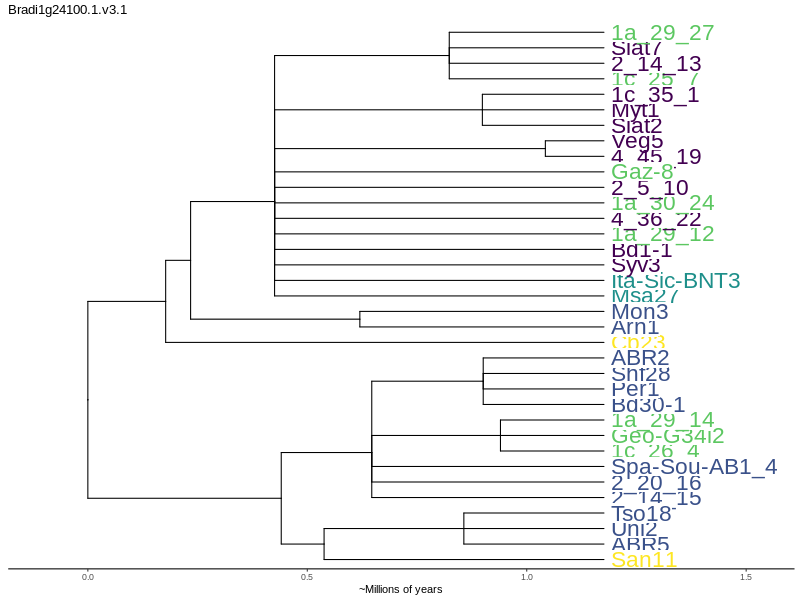 Bradi1g24100.1.v3.1
1a_29_27
Slat7
2_14_13
1c_25_7
1c_35_1
Myt1
Slat2
Veg5
4_45_19
Gaz-8
2_5_10
1a_30_24
4_36_22
1a_29_12
Bd1-1
Syv3
Ita-Sic-BNT3
Msa27
Mon3
Arn1
Cb23
ABR2
Per1
Bd30-1
1a_29_14
Geo-G34i2
1c_26_4
Spa-Sou-AB1_4
2_20_16
2_14_15
Tso18
Uni2
ABR5
San11
0.0 0.5 1.0 1.5
~Millions of years